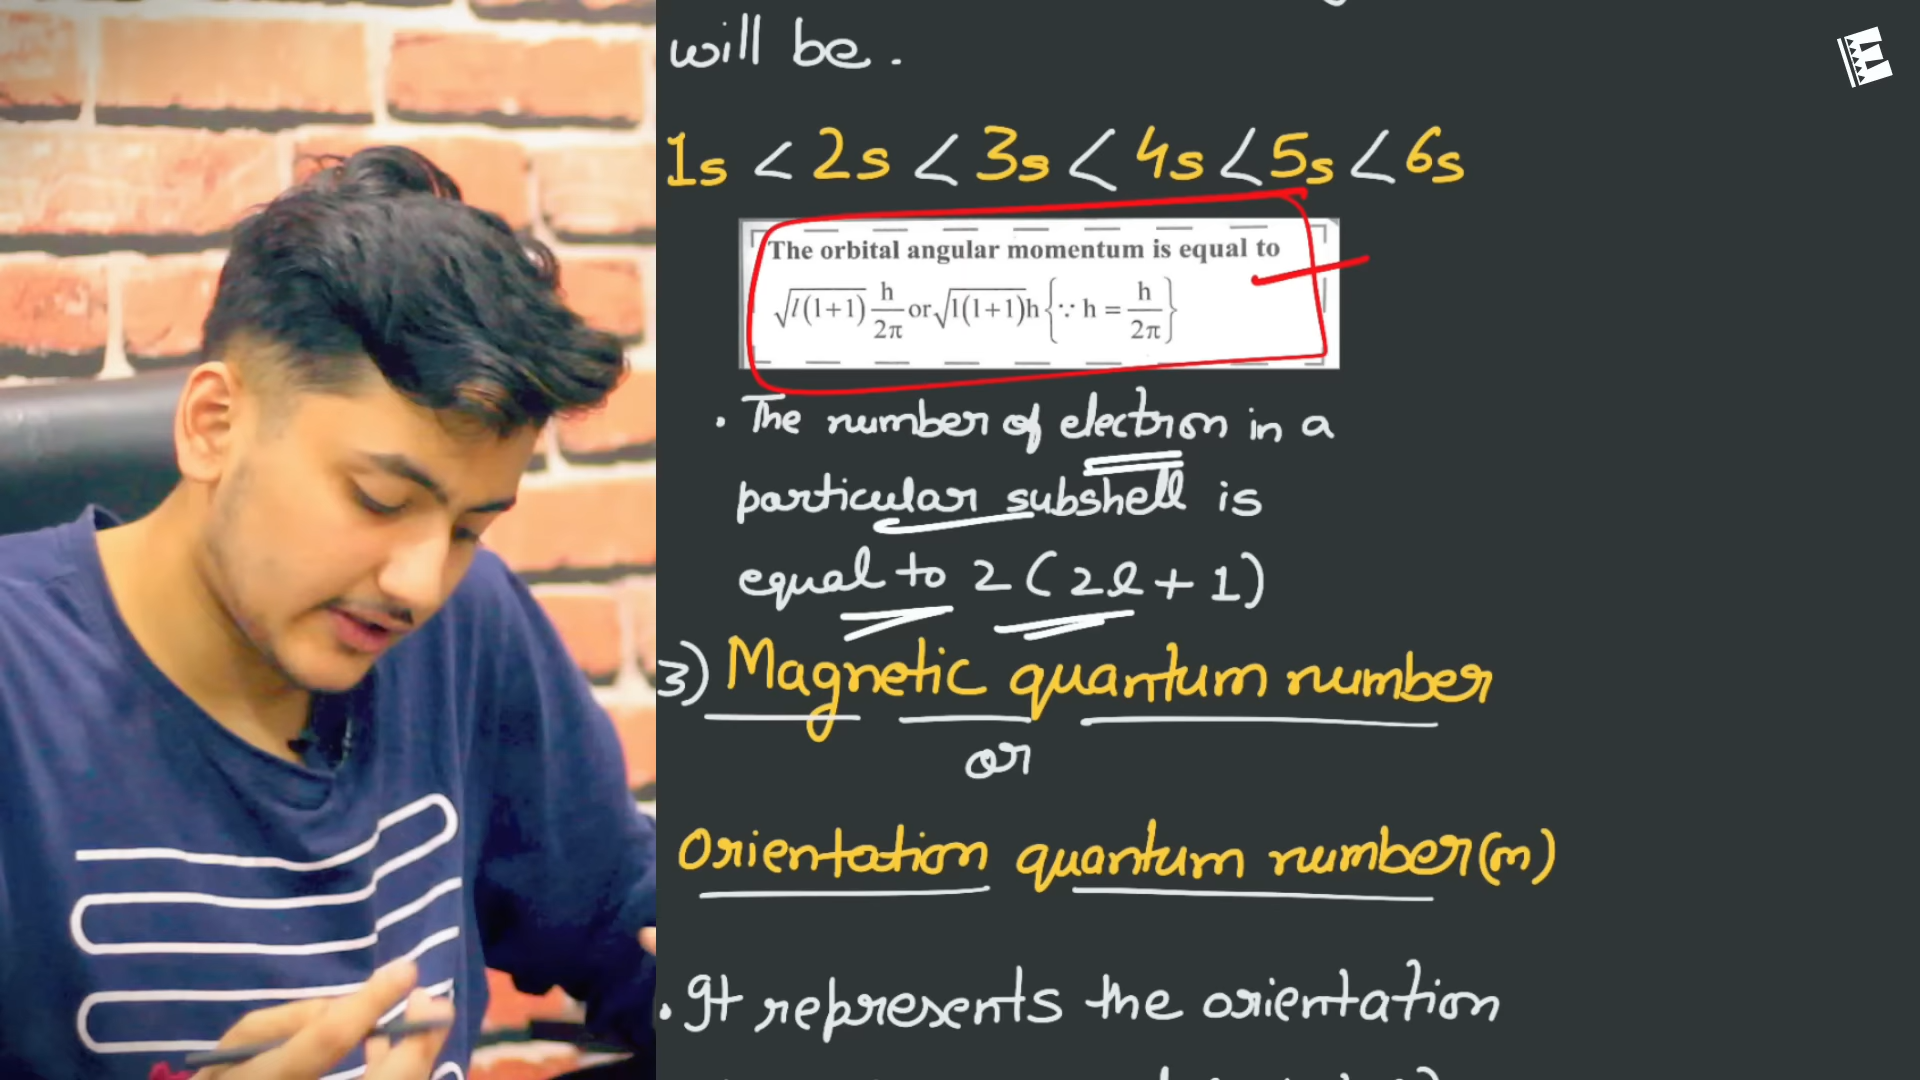 will be.
1s < 2s < 3s < 4s < 5s < 6s
The orbital angular momentum is equal to
√l(l+1) h/2π or √l(l+1)h {∵ h = h/2π}
• The number of electron in a
particular subshell is
equal to 2(2l+1)
3) Magnetic quantum number
or
Orientation quantum number(m)
• It represents the orientation